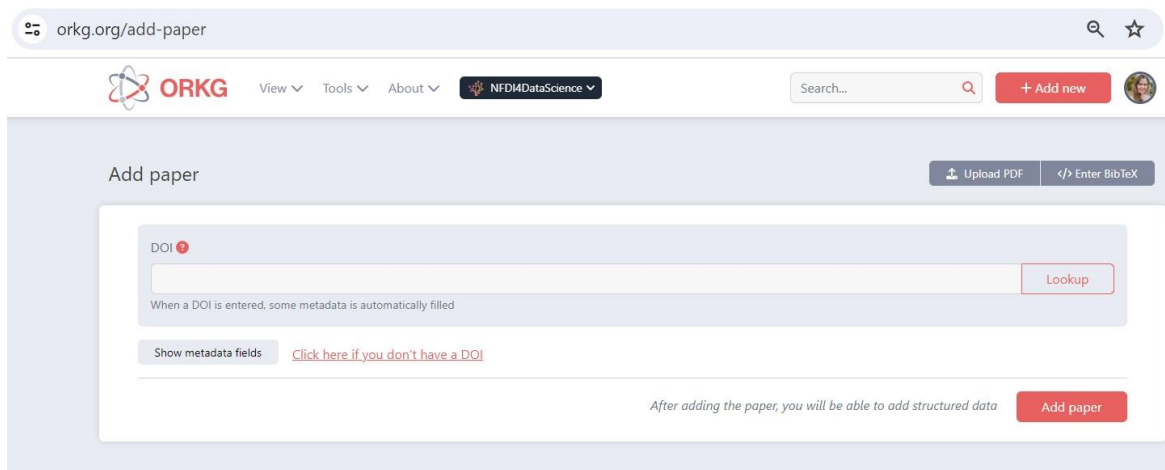 orkg.org/add-paper
ORKG View Tools About NFDI4DataScience Search... + Add new
Add paper Upload PDF </> Enter BibTeX
DOI ?
Lookup
When a DOI is entered, some metadata is automatically filled
Show metadata fields Click here if you don't have a DOI
After adding the paper, you will be able to add structured data Add paper